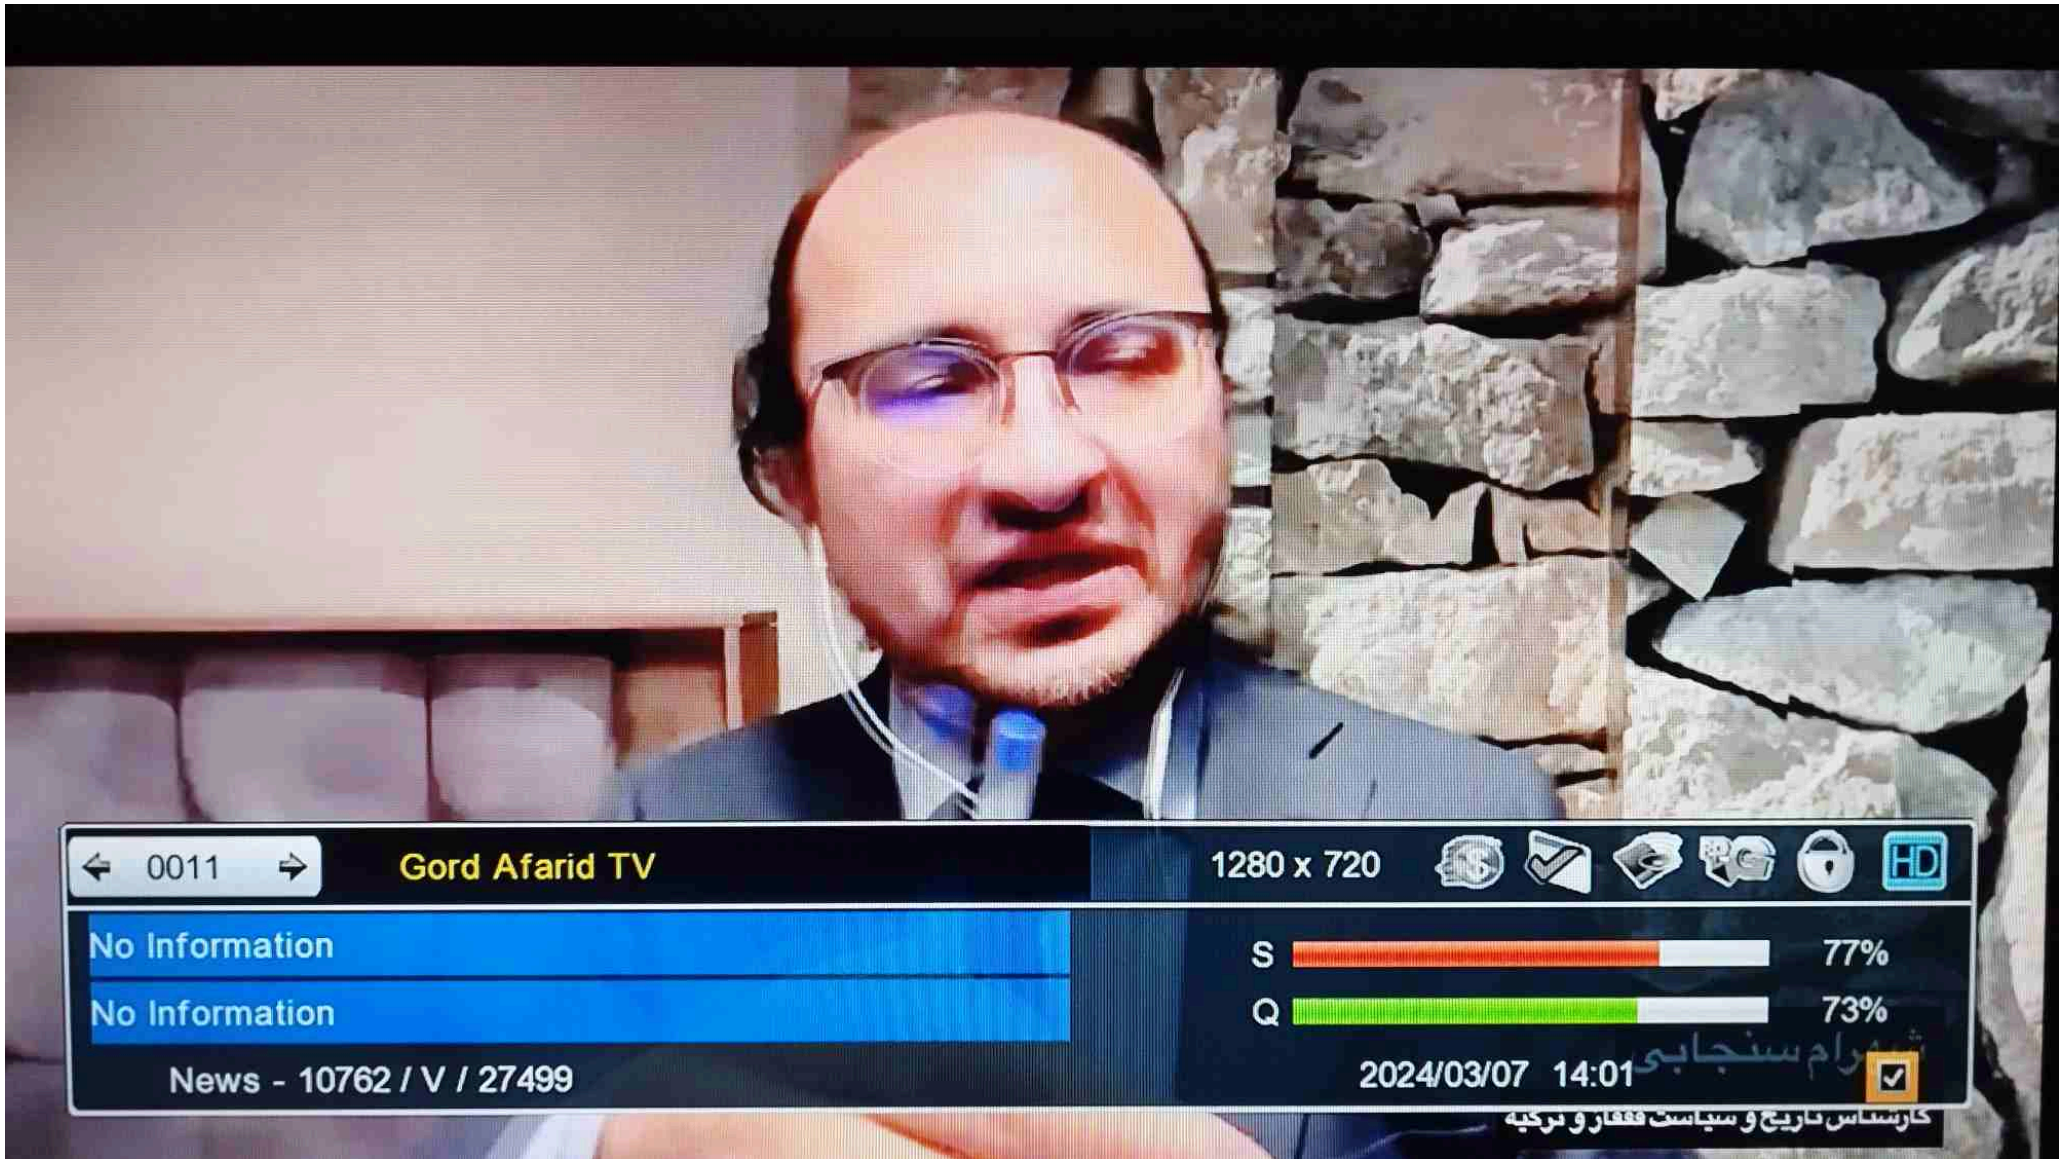 0011 Gord Afarid TV 1280 x 720 HD
No Information S 77%
No Information Q 73%
شهرام سنجابی
News - 10762 / V / 27499 2024/03/07 14:01
کارشناس تاریخ و سیاست قفقاز و ترکیه